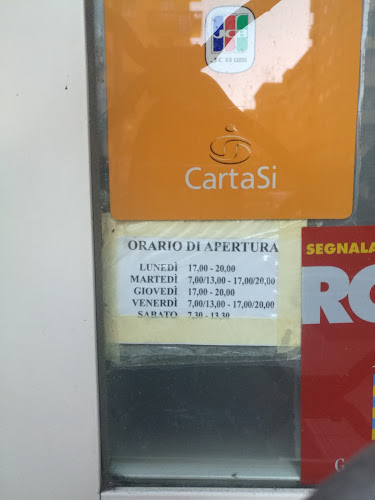 JCB
CartaSi
ORARIO DI APERTURA
LUNEDÌ 17,00 - 20,00
MARTEDÌ 7,00/13,00 - 17,00/20,00
GIOVEDÌ 17,00 - 20,00
VENERDÌ 7,00/13,00 - 17,00/20,00
SABATO 7,30 - 13,30
SEGNALA
RO
G